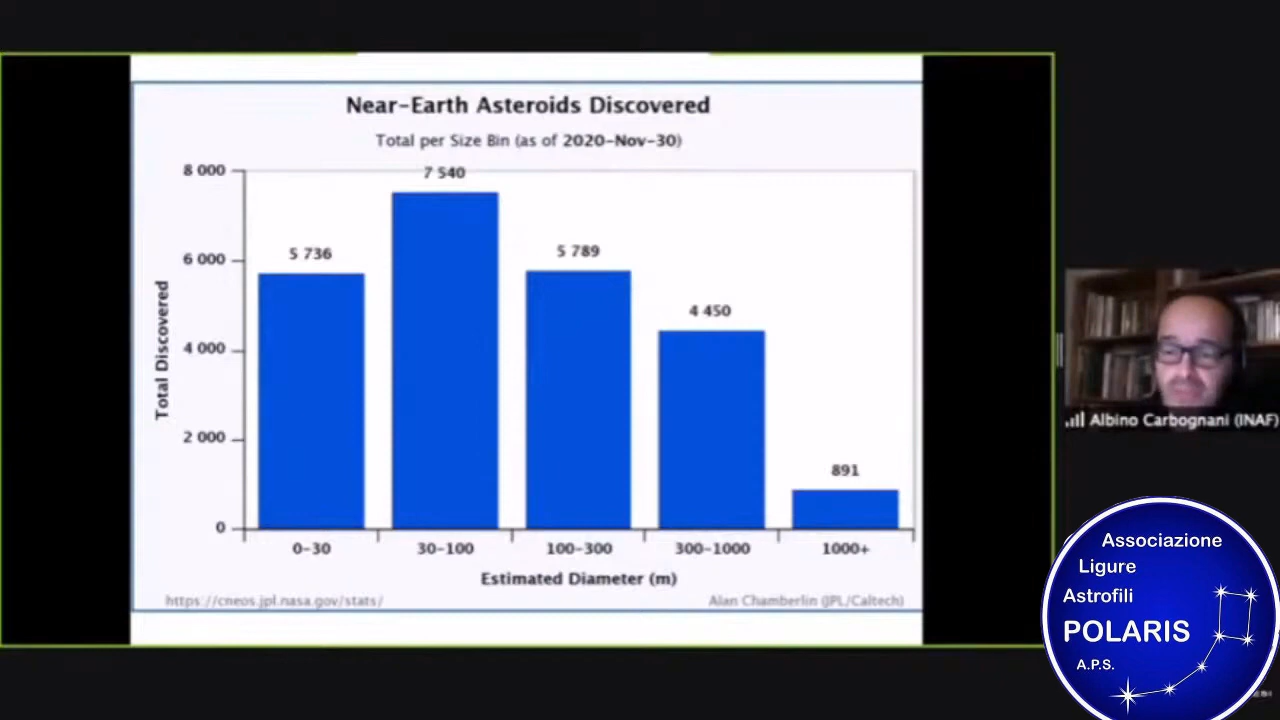 Near-Earth Asteroids Discovered
Total per Size Bin (as of 2020-Nov-30)
8 000
7 540
6 000
5 736
5 789
4 450
4 000
2 000
891
0
Total Discovered
0-30
30-100
100-300
300-1000
1000+
Estimated Diameter (m)
https://cneos.jpl.nasa.gov/stats/
Alan Chamberlin (JPL/Caltech)
Albino Carbognani (INAF)
Associazione
Ligure
Astrofili
POLARIS
A.P.S.